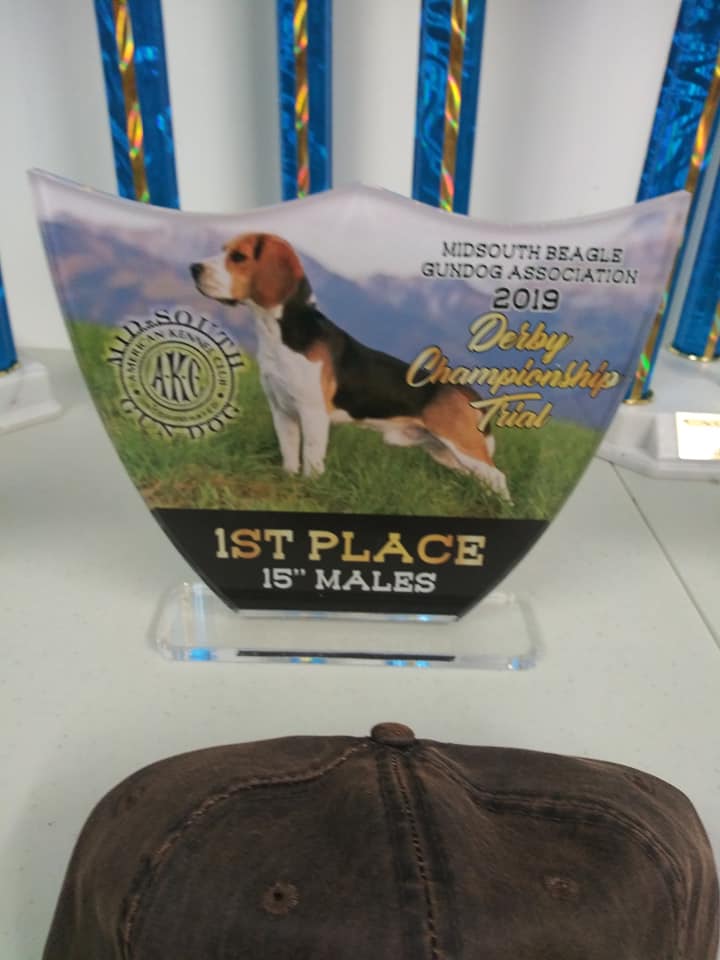 MIDSOUTH BEAGLE
GUNDOG ASSOCIATION
2019
Derby
Championship
Trial
MID-SOUTH
AMERICAN KENNEL CLUB
AKC
INCORPORATED
GUN DOG
1ST PLACE
15" MALES